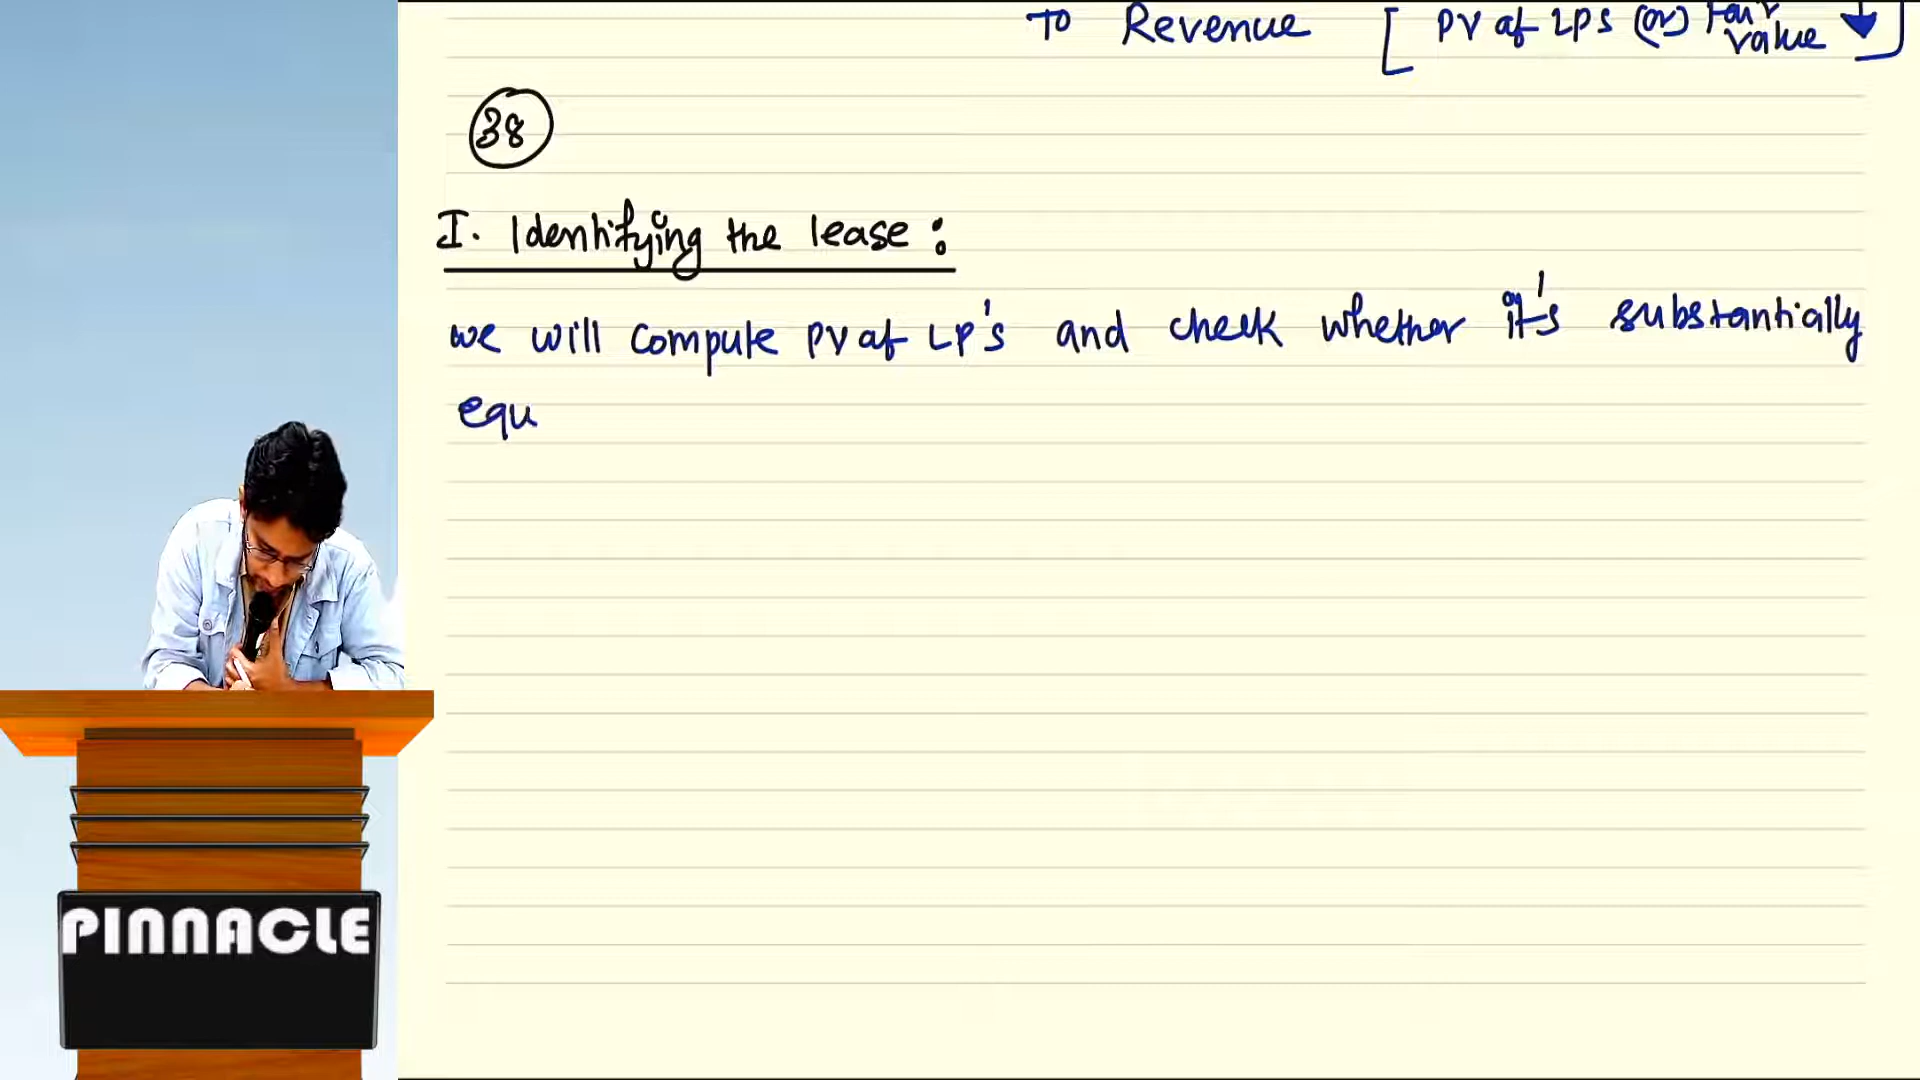 To Revenue [ PV of LPS (or) Fair value ↓ ]
38
I. Identifying the lease :
we will compute PV of LP's and check whether it's substantially
equ
PINNACLE